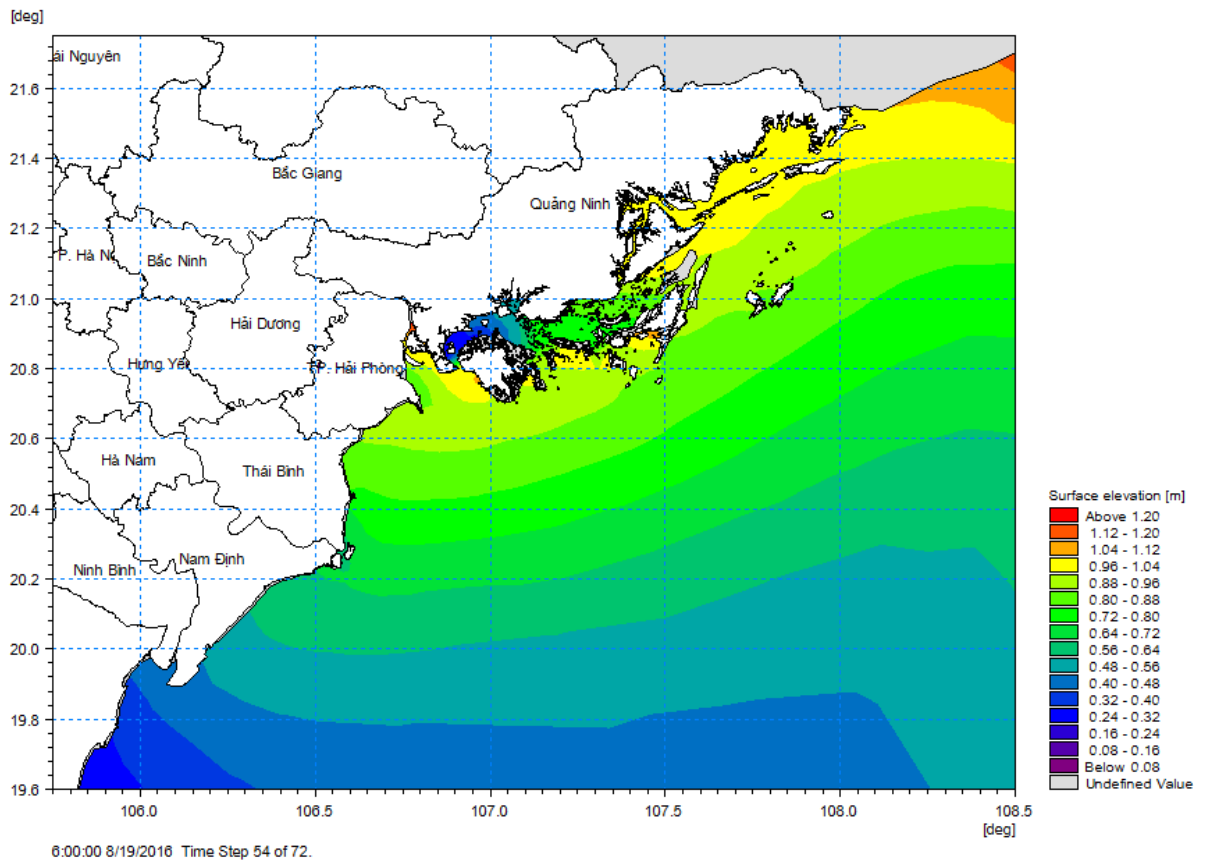 [deg]
ái Nguyên
21.6
21.4
Bắc Giang
Quảng Ninh
21.2
P. Hà N
Bắc Ninh
21.0
Hải Dương
Hưng Yê
P. Hải Phòng
20.8
20.6
Hà Nam
Thái Bình
20.4
Nam Định
Ninh Bình
20.2
20.0
19.8
19.6
106.0
106.5
107.0
107.5
108.0
108.5
[deg]
Surface elevation [m]
Above 1.20
1.12 - 1.20
1.04 - 1.12
0.96 - 1.04
0.88 - 0.96
0.80 - 0.88
0.72 - 0.80
0.64 - 0.72
0.56 - 0.64
0.48 - 0.56
0.40 - 0.48
0.32 - 0.40
0.24 - 0.32
0.16 - 0.24
0.08 - 0.16
Below 0.08
Undefined Value
6:00:00 8/19/2016 Time Step 54 of 72.